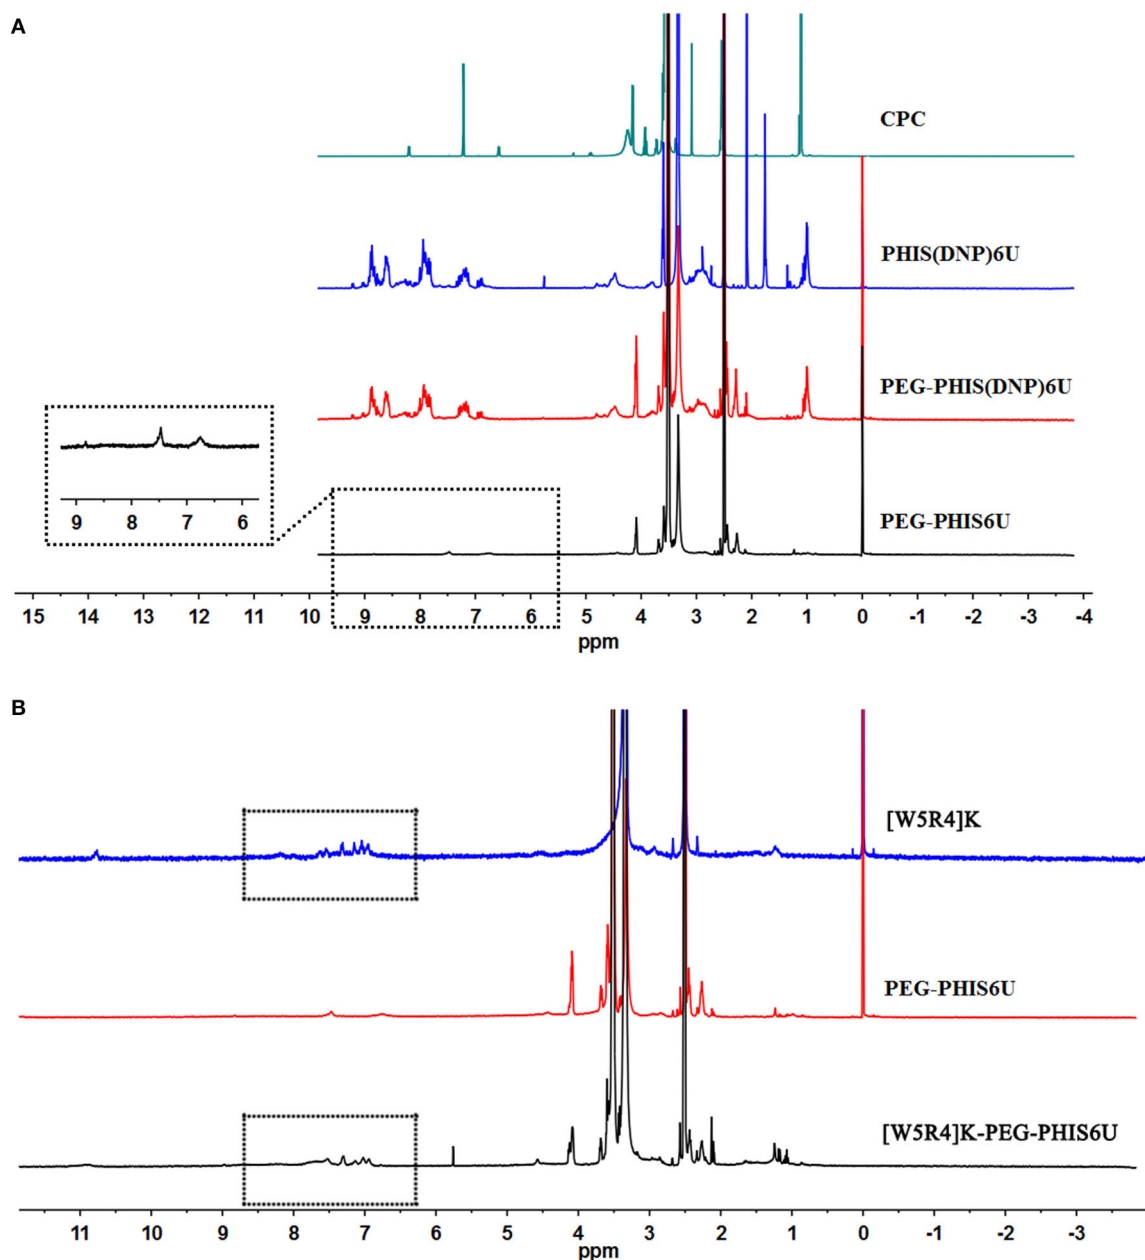 A
CPC
PHIS(DNP)6U
PEG-PHIS(DNP)6U
PEG-PHIS6U
9 8 7 6
15 14 13 12 11 10 9 8 7 6 5 4 3 2 1 0 -1 -2 -3 -4
ppm
B
[W5R4]K
PEG-PHIS6U
[W5R4]K-PEG-PHIS6U
11 10 9 8 7 6 5 4 3 2 1 0 -1 -2 -3
ppm